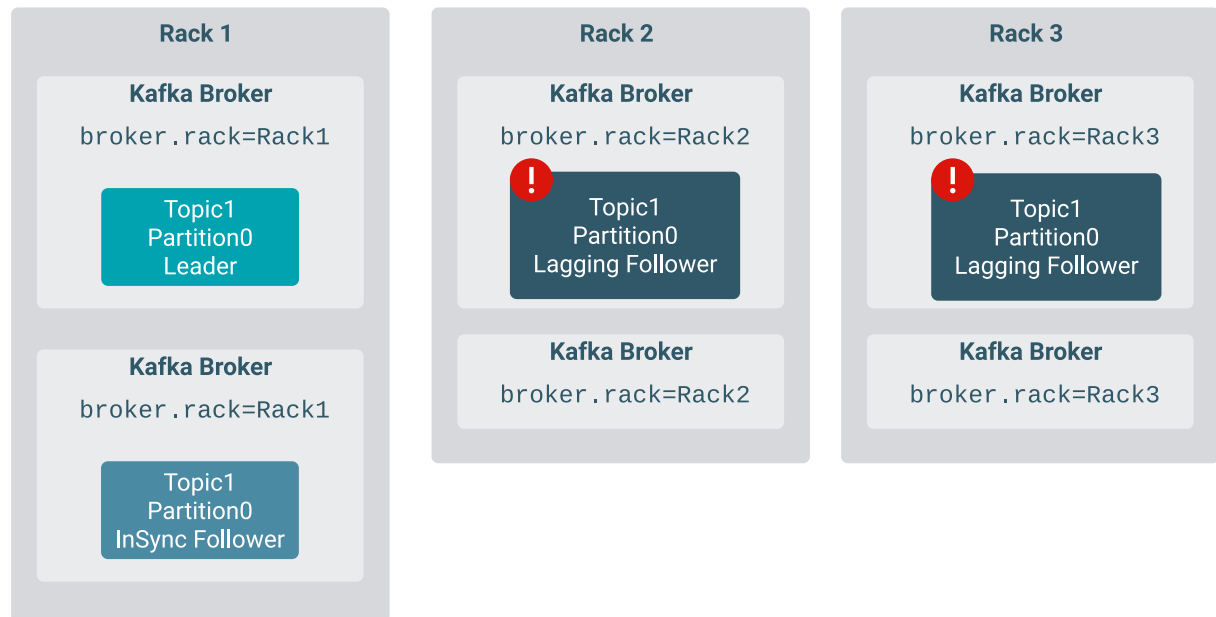 Rack 1
Kafka Broker
broker.rack=Rack1
Topic1
Partition0
Leader
Kafka Broker
broker.rack=Rack1
Topic1
Partition0
InSync Follower
Rack 2
Kafka Broker
broker.rack=Rack2
!
Topic1
Partition0
Lagging Follower
Kafka Broker
broker.rack=Rack2
Rack 3
Kafka Broker
broker.rack=Rack3
!
Topic1
Partition0
Lagging Follower
Kafka Broker
broker.rack=Rack3